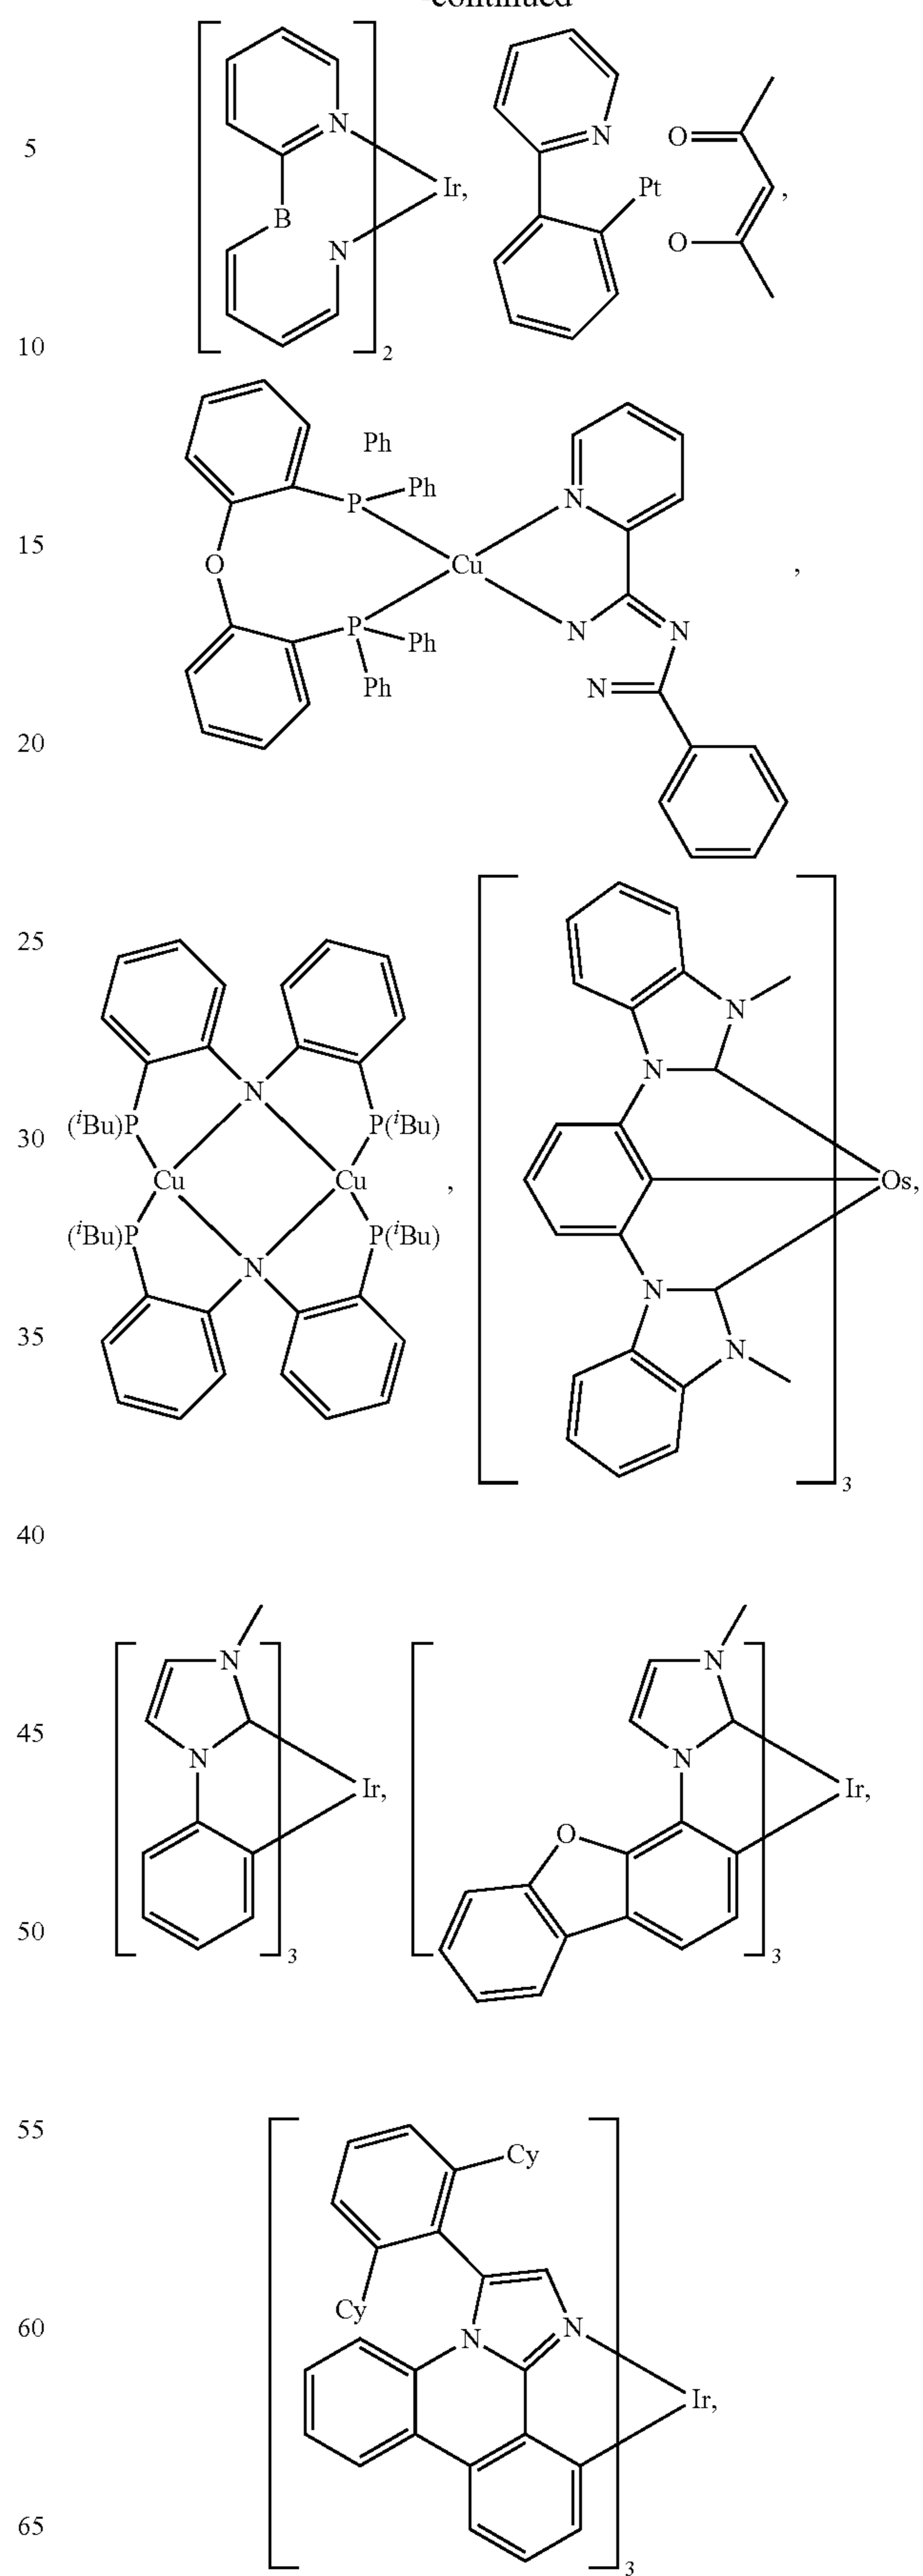 -continued
5
N
N
Ir,
B
N
2
Pt
O
O
,
10
Ph
P
Ph
N
15
O
Cu
,
P
Ph
N
N
Ph
N
20
25
N
N
N
(ⁱBu)P
P(ⁱBu)
30
Cu
Cu
,
Os,
(ⁱBu)P
P(ⁱBu)
N
N
35
N
3
40
N
N
45
N
N
Ir,
Ir,
O
50
3
3
55
Cy
Cy
60
N
N
Ir,
65
3